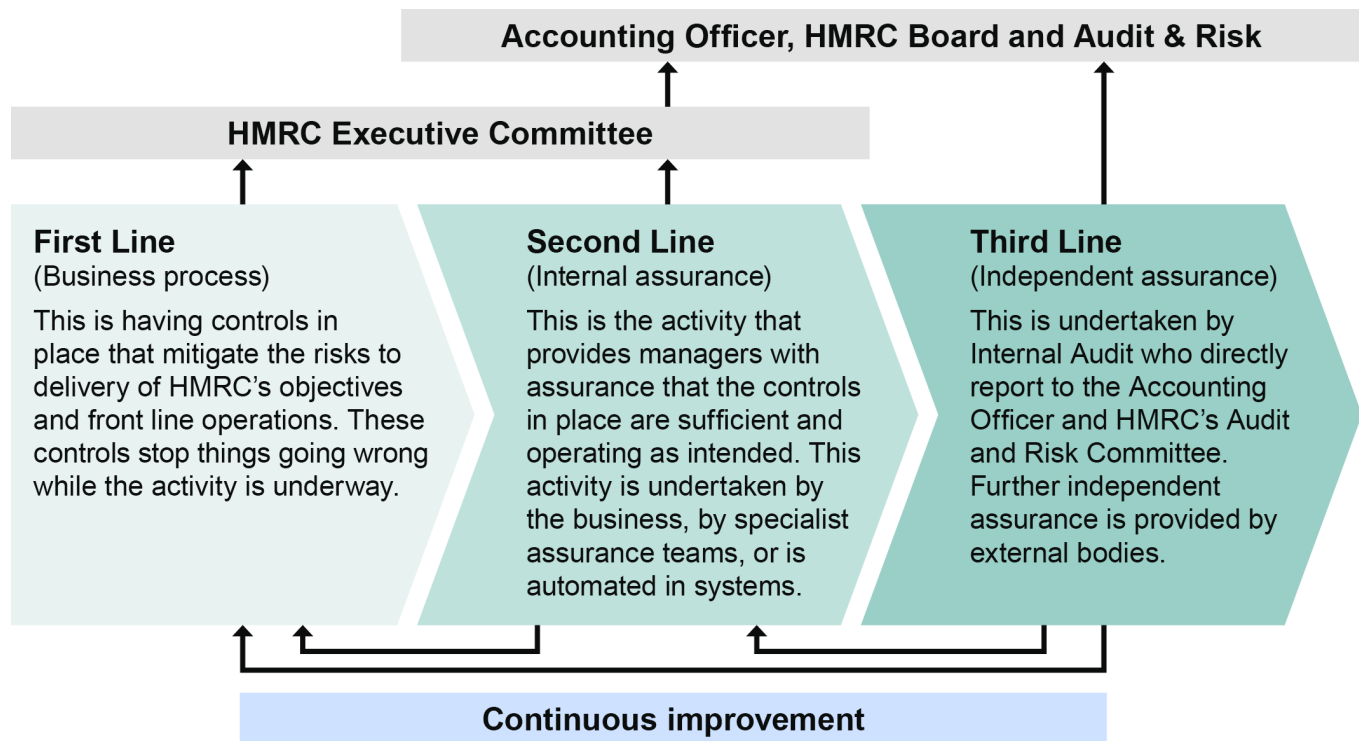 Accounting Officer, HMRC Board and Audit & Risk
HMRC Executive Committee
First Line
(Business process)
This is having controls in
place that mitigate the risks to
delivery of HMRC’s objectives
and front line operations. These
controls stop things going wrong
while the activity is underway.
Second Line
(Internal assurance)
This is the activity that
provides managers with
assurance that the controls
in place are sufficient and
operating as intended. This
activity is undertaken by
the business, by specialist
assurance teams, or is
automated in systems.
Third Line
(Independent assurance)
This is undertaken by
Internal Audit who directly
report to the Accounting
Officer and HMRC’s Audit
and Risk Committee.
Further independent
assurance is provided by
external bodies.
Continuous improvement